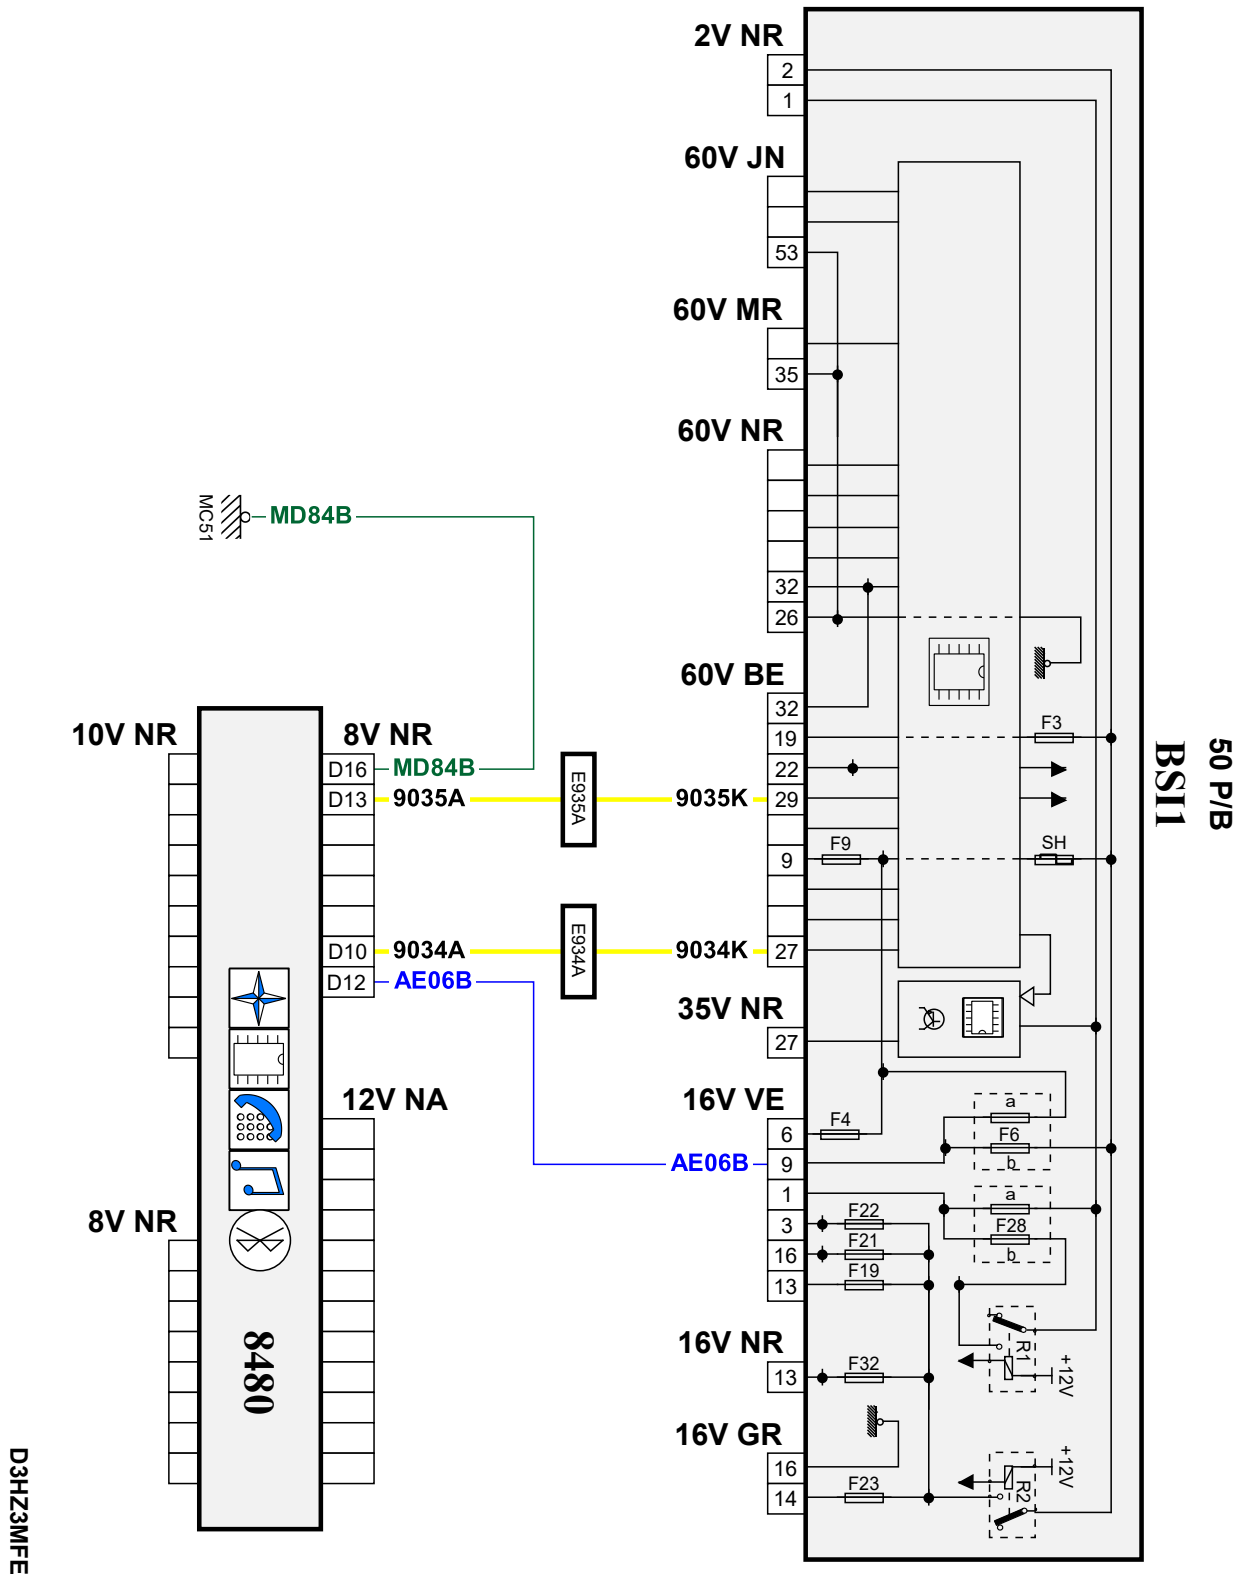 2V NR
2
1
60V JN
53
60V MR
35
60V NR
32
26
60V BE
32
19
22
29
9
27
35V NR
27
16V VE
6
9
1
3
16
13
16V NR
13
16V GR
16
14
F3
F9
SH
F4
a
F6
b
a
F28
b
F22
F21
F19
F32
F23
R1
+12V
+12V
R2
50 P/B
BSI1
MC51
MD84B
10V NR
8V NR
D16
MD84B
D13
9035A
E935A
9035K
D10
9034A
E934A
9034K
D12
AE06B
AE06B
12V NA
8V NR
8480
D3HZ3MFE